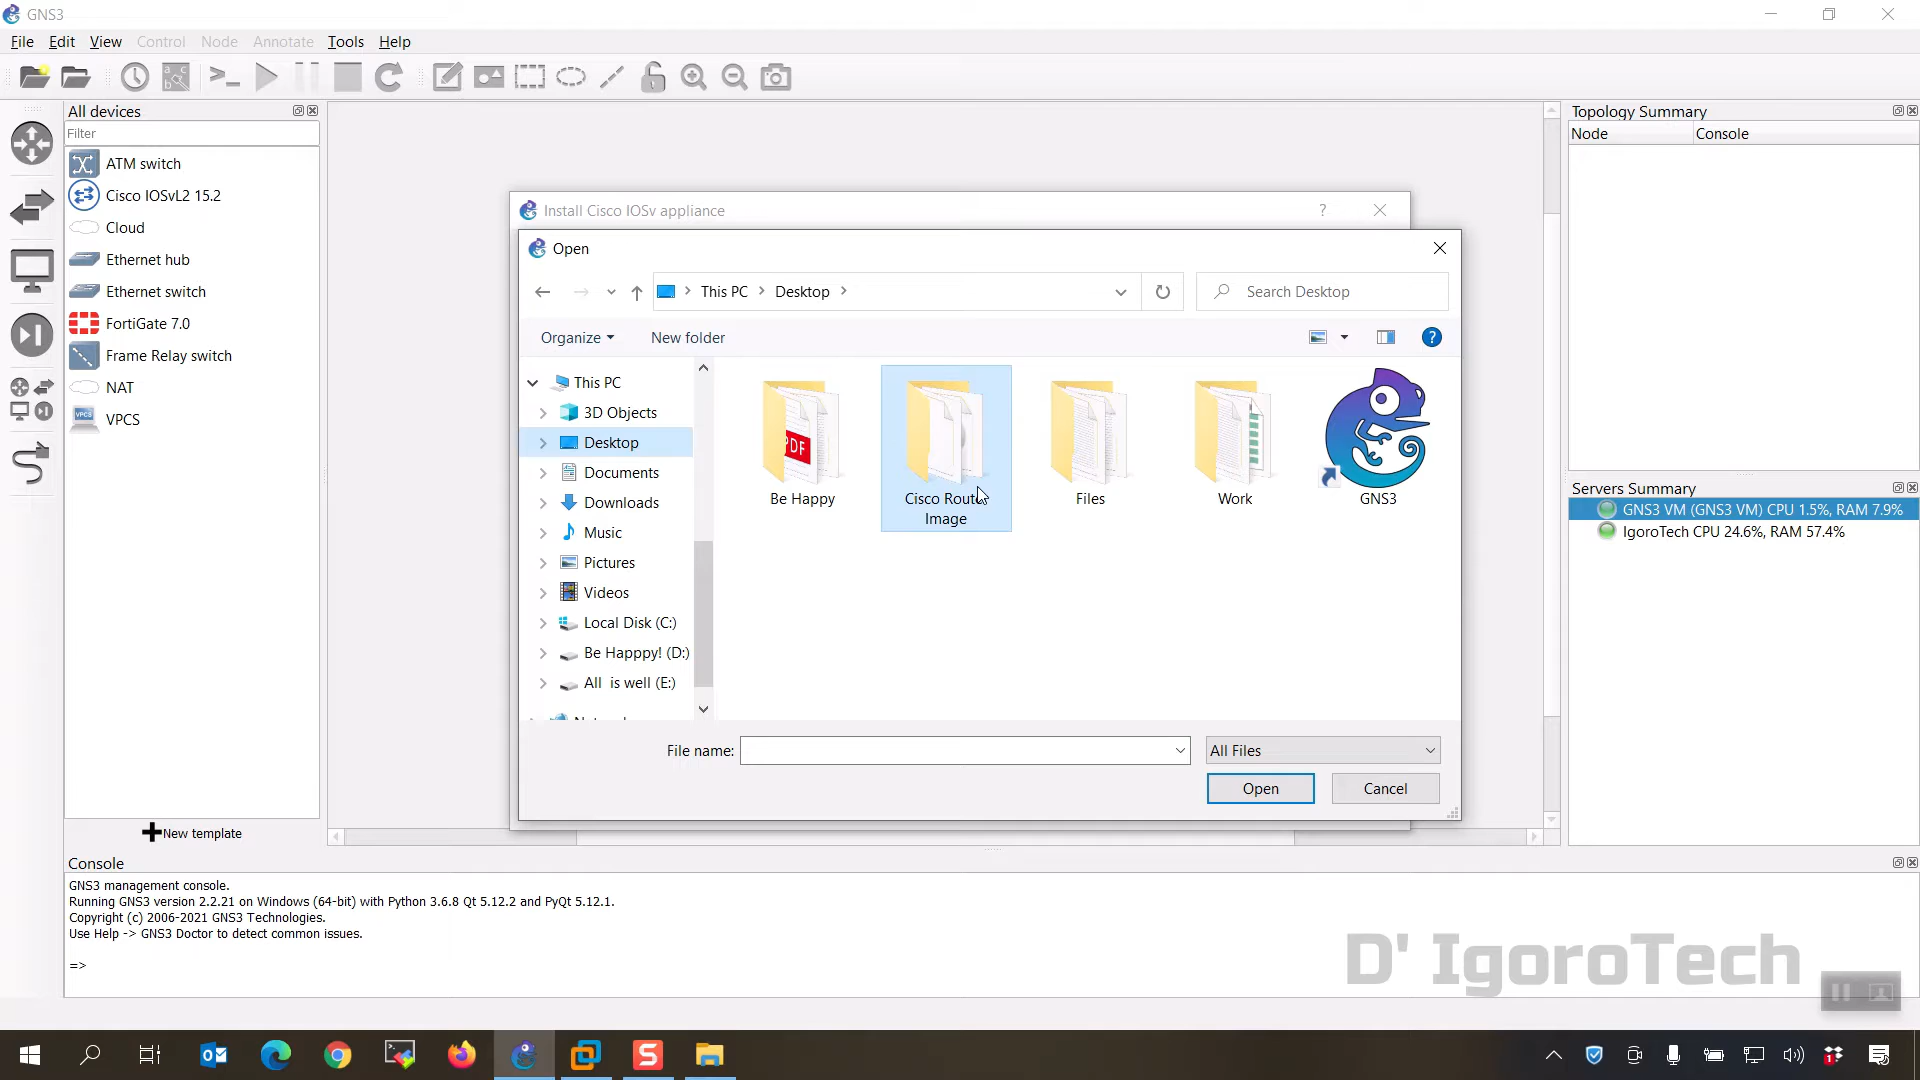 GNS3
File Edit View Control Node Annotate Tools Help
All devices
Filter
ATM switch
Cisco IOSvL2 15.2
Cloud
Ethernet hub
Ethernet switch
FortiGate 7.0
Frame Relay switch
NAT
VPCS
New template
Install Cisco IOSv appliance
Open
This PC Desktop
Search Desktop
Organize New folder
This PC
3D Objects
Desktop
Documents
Downloads
Music
Pictures
Videos
Local Disk (C:)
Be Happpy! (D:)
All is well (E:)
PDF
Be Happy
Image
Files
Work
GNS3
File name:
All Files
Open Cancel
Topology Summary
Node Console
Servers Summary
GNS3 VM (GNS3 VM) CPU 1.5%, RAM 7.9%
IgoroTech CPU 24.6%, RAM 57.4%
Console
GNS3 management console.
Running GNS3 version 2.2.21 on Windows (64-bit) with Python 3.6.8 Qt 5.12.2 and PyQt 5.12.1.
Copyright (c) 2006-2021 GNS3 Technologies.
Use Help -> GNS3 Doctor to detect common issues.
=>
D' IgoroTech